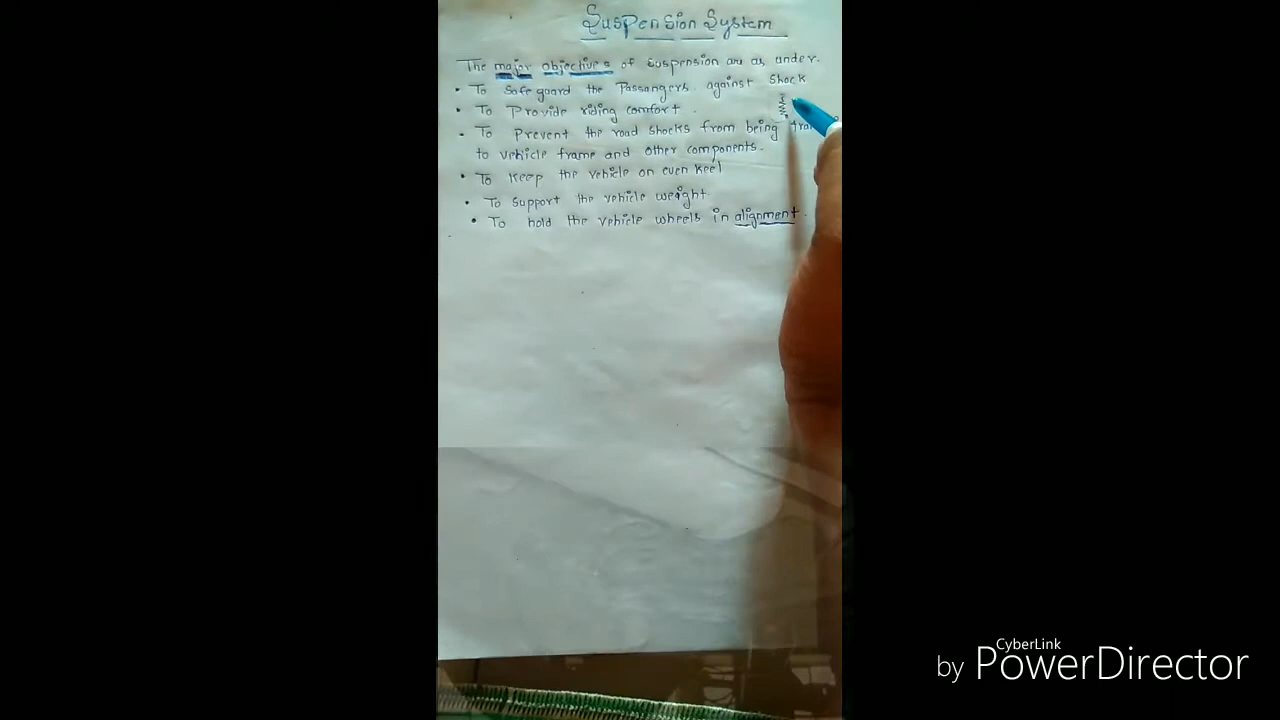 Suspension System
The major objectives of suspension are as under.
• To Safe guard the Passangers against Shock
• To Provide riding comfort.
• To Prevent the road shocks from being
to vehicle frame and other components.
• To keep the vehicle on even keel
• To support the vehicle weight
• To hold the vehicle wheels in alignment.
CyberLink
by PowerDirector